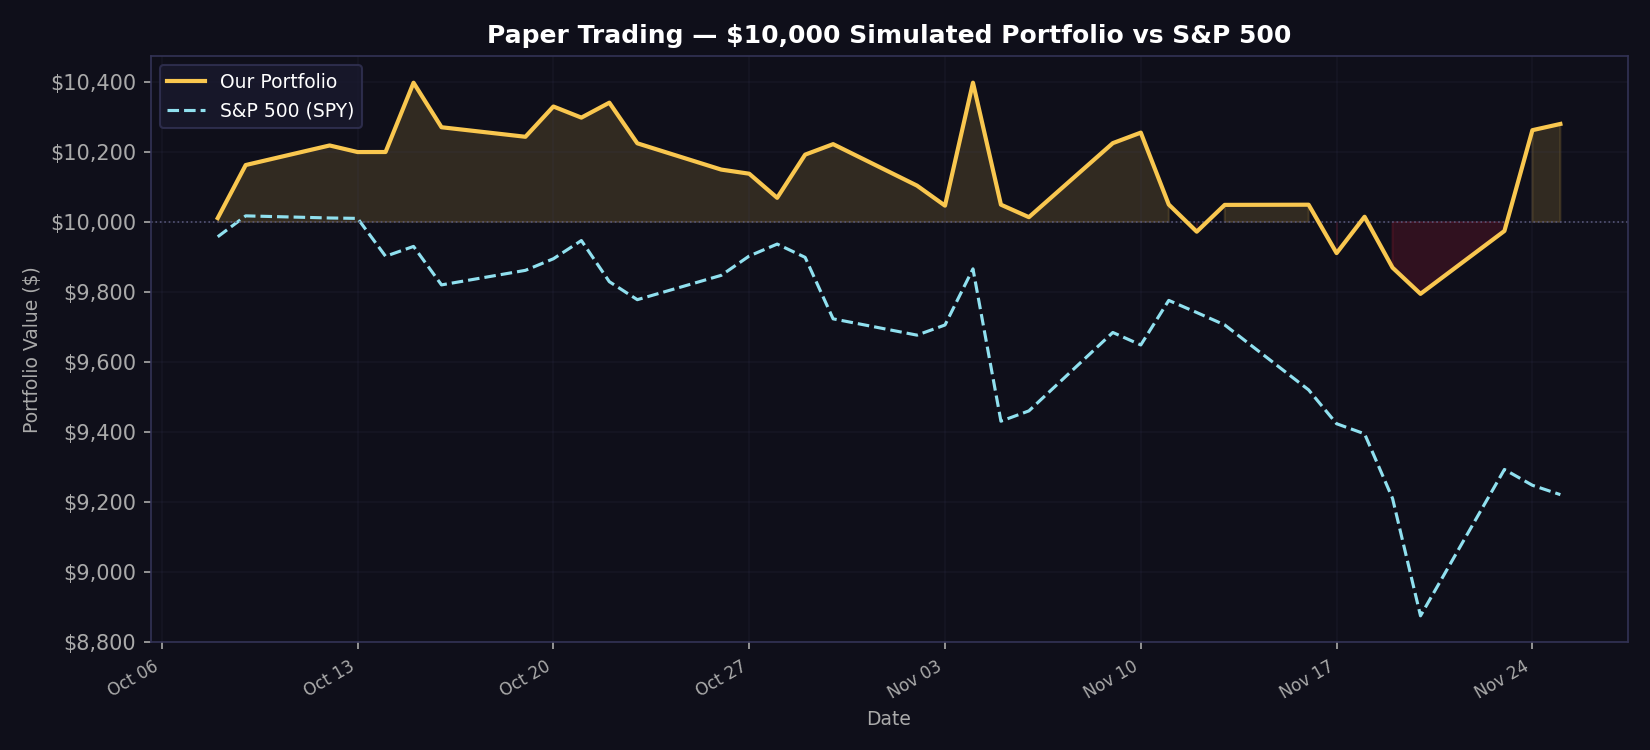 Paper Trading — $10,000 Simulated Portfolio vs S&P 500
Our Portfolio
S&P 500 (SPY)
$10,400
$10,200
$10,000
$9,800
$9,600
$9,400
$9,200
$9,000
$8,800
Portfolio Value ($)
Oct 06
Oct 13
Oct 20
Oct 27
Nov 03
Nov 10
Nov 17
Nov 24
Date